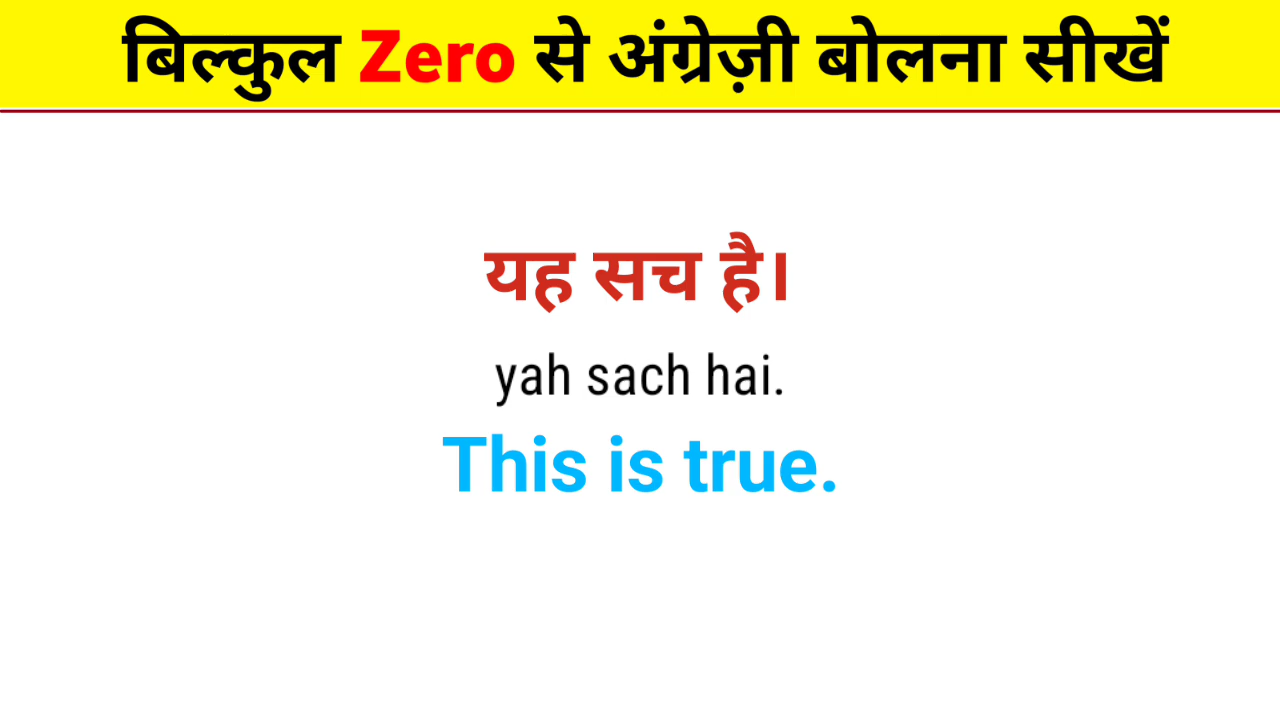 बिल्कुल Zero से अंग्रेज़ी बोलना सीखें
यह सच है।
yah sach hai.
This is true.